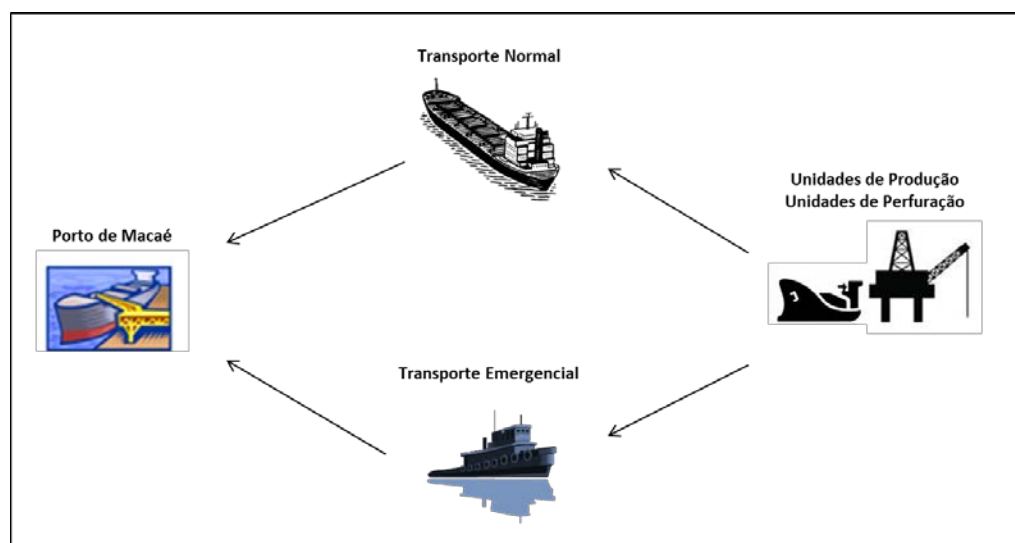 Transporte Normal
Unidades de Produção
Unidades de Perfuração
Porto de Macaé
Transporte Emergencial